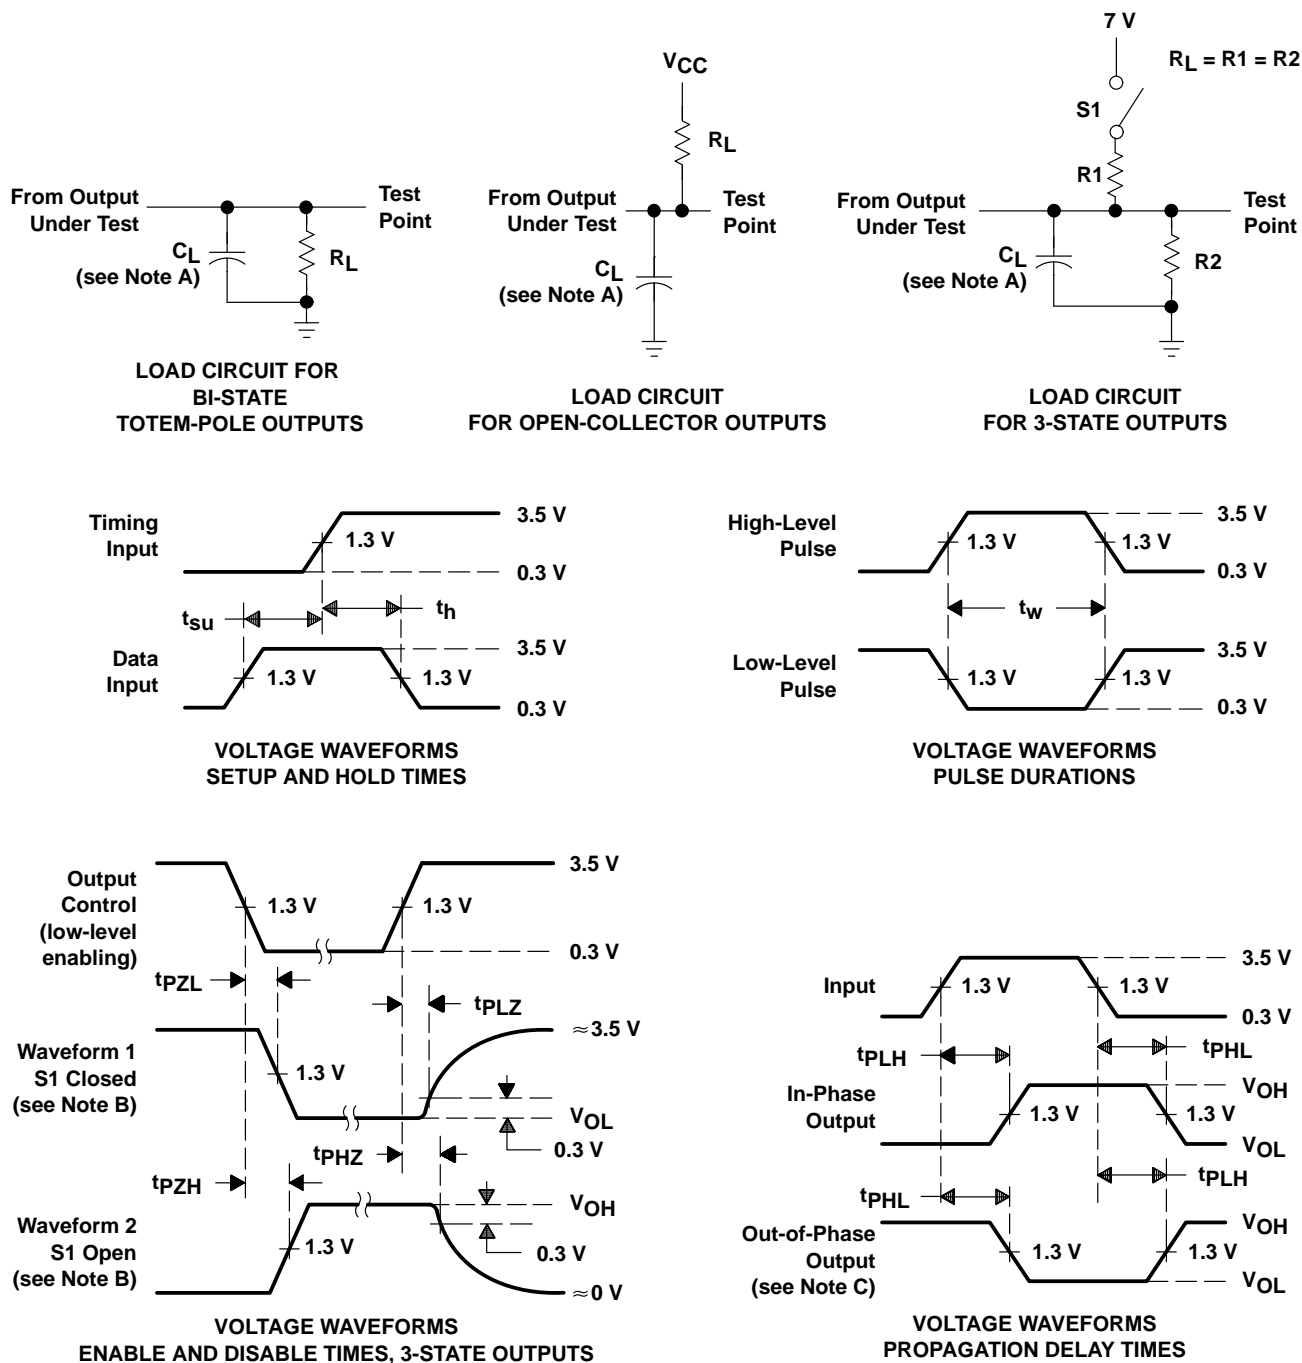 7 V
RL = R1 = R2
VCC
S1
RL
R1
From Output
Under Test
Test
Point
CL
(see Note A)
RL
From Output
Under Test
Test
Point
CL
(see Note A)
From Output
Under Test
Test
Point
CL
(see Note A)
R2
LOAD CIRCUIT FOR
BI-STATE
TOTEM-POLE OUTPUTS
LOAD CIRCUIT
FOR OPEN-COLLECTOR OUTPUTS
LOAD CIRCUIT
FOR 3-STATE OUTPUTS
Timing
Input
3.5 V
1.3 V
0.3 V
tsu
th
Data
Input
3.5 V
1.3 V
1.3 V
0.3 V
VOLTAGE WAVEFORMS
SETUP AND HOLD TIMES
High-Level
Pulse
3.5 V
1.3 V
1.3 V
0.3 V
tw
Low-Level
Pulse
3.5 V
1.3 V
1.3 V
0.3 V
VOLTAGE WAVEFORMS
PULSE DURATIONS
Output
Control
(low-level
enabling)
3.5 V
1.3 V
1.3 V
0.3 V
tPZL
tPLZ
Waveform 1
S1 Closed
(see Note B)
≈3.5 V
1.3 V
VOL
0.3 V
tPHZ
tPZH
Waveform 2
S1 Open
(see Note B)
VOH
1.3 V
0.3 V
≈0 V
VOLTAGE WAVEFORMS
ENABLE AND DISABLE TIMES, 3-STATE OUTPUTS
Input
3.5 V
1.3 V
1.3 V
0.3 V
tPLH
tPHL
In-Phase
Output
VOH
1.3 V
1.3 V
VOL
tPHL
tPLH
Out-of-Phase
Output
(see Note C)
VOH
1.3 V
1.3 V
VOL
VOLTAGE WAVEFORMS
PROPAGATION DELAY TIMES